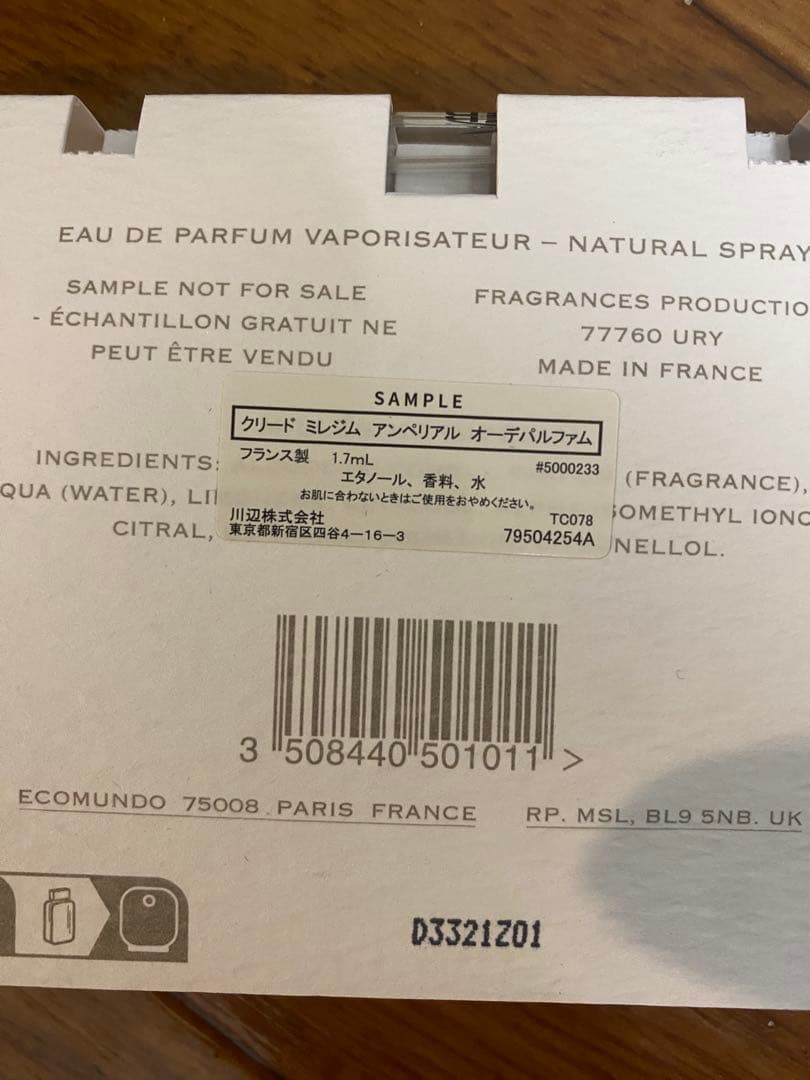 EAU DE PARFUM VAPORISATEUR – NATURAL SPRAY
SAMPLE NOT FOR SALE
- ÉCHANTILLON GRATUIT NE
PEUT ÊTRE VENDU
FRAGRANCES PRODUCTIO
77760 URY
MADE IN FRANCE
SAMPLE
クリード ミレジム アンペリアル オーデパルファム
フランス製 1.7mL #5000233
エタノール、香料、水
お肌に合わないときはご使用をおやめください。
川辺株式会社 TC078
東京都新宿区四谷4-16-3 79504254A
INGREDIENTS: (FRAGRANCE),
QUA (WATER), LI SOMETHYL IONO
CITRAL, NELLOL.
3 508440 501011 >
ECOMUNDO 75008 . PARIS FRANCE
RP. MSL, BL9 5NB. UK
D3321Z01